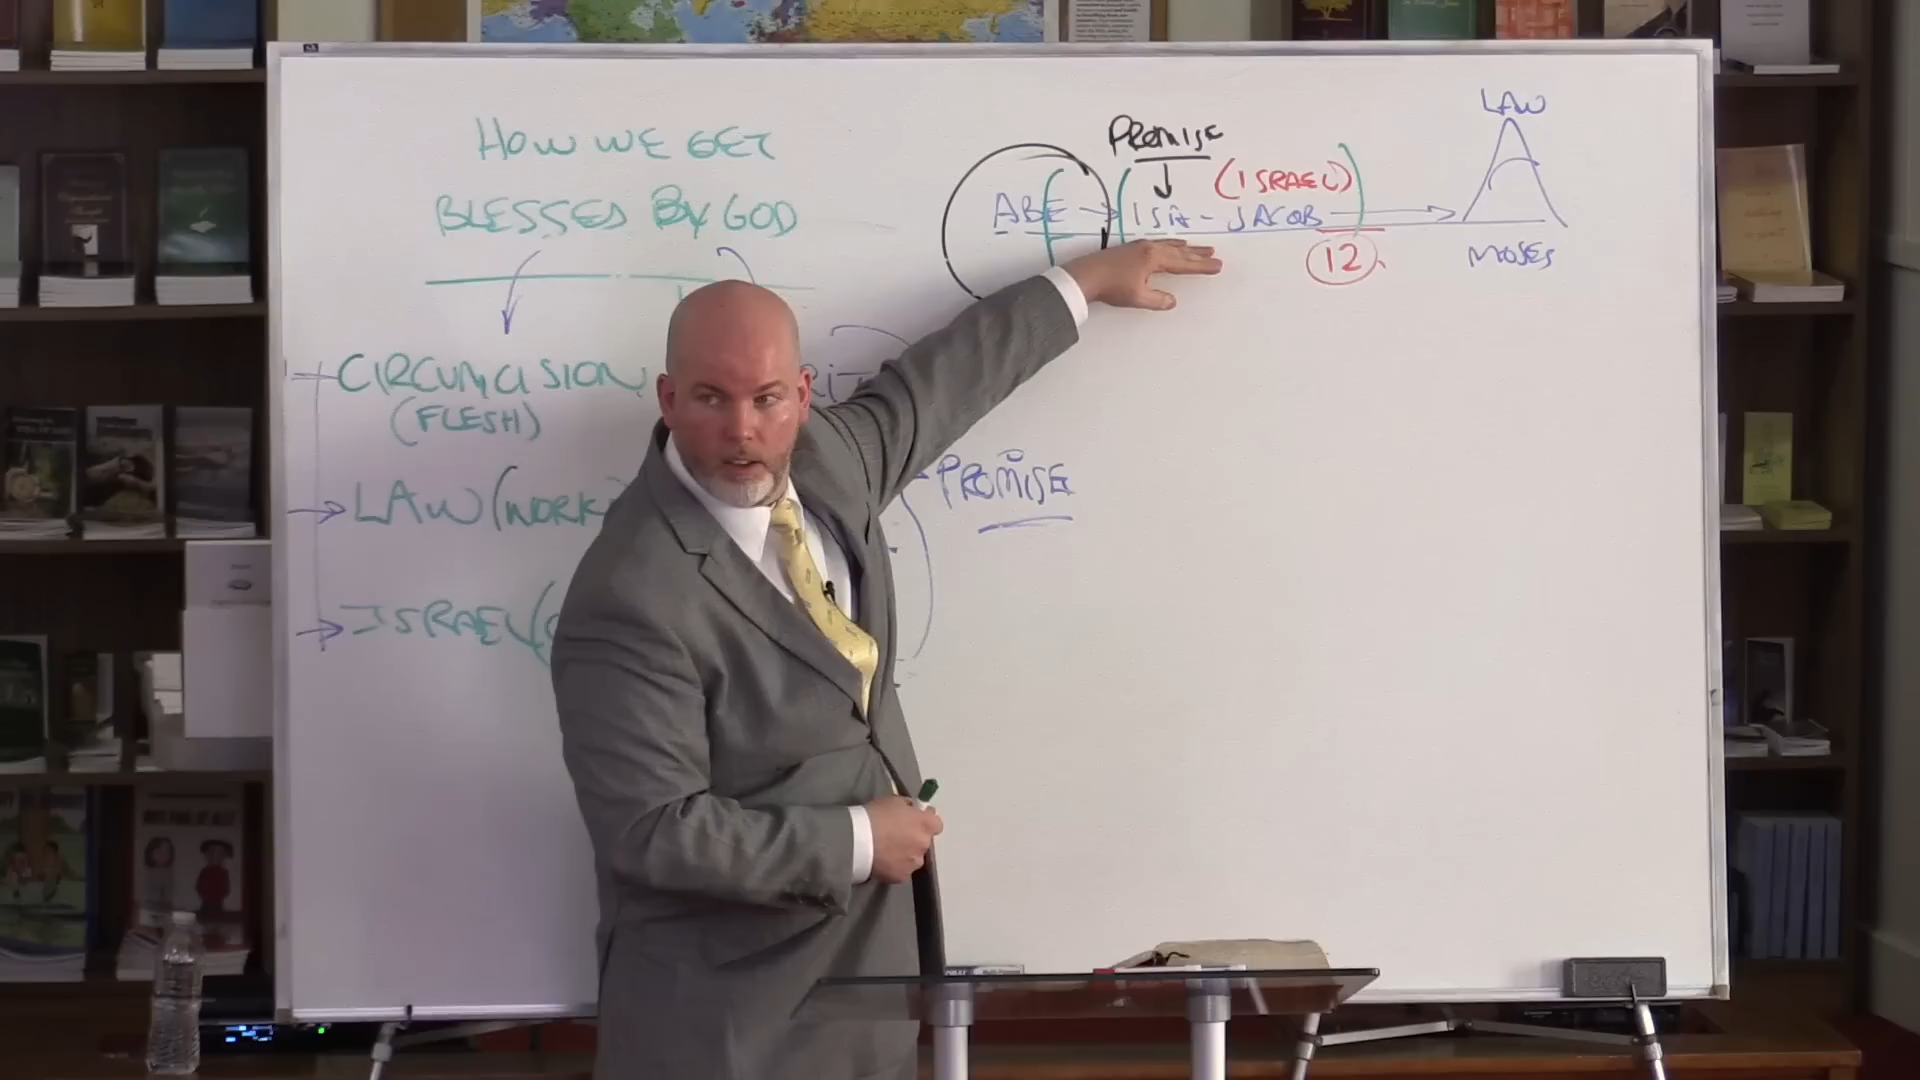 HOW WE GET
BLESSED BY GOD
CIRCUMCISION
(FLESH)
LAW (WORK
ISRAEL (
PROMISE
PROMISE
(ISRAEL)
ABE → ISA - JACOB
12
LAW
MOSES